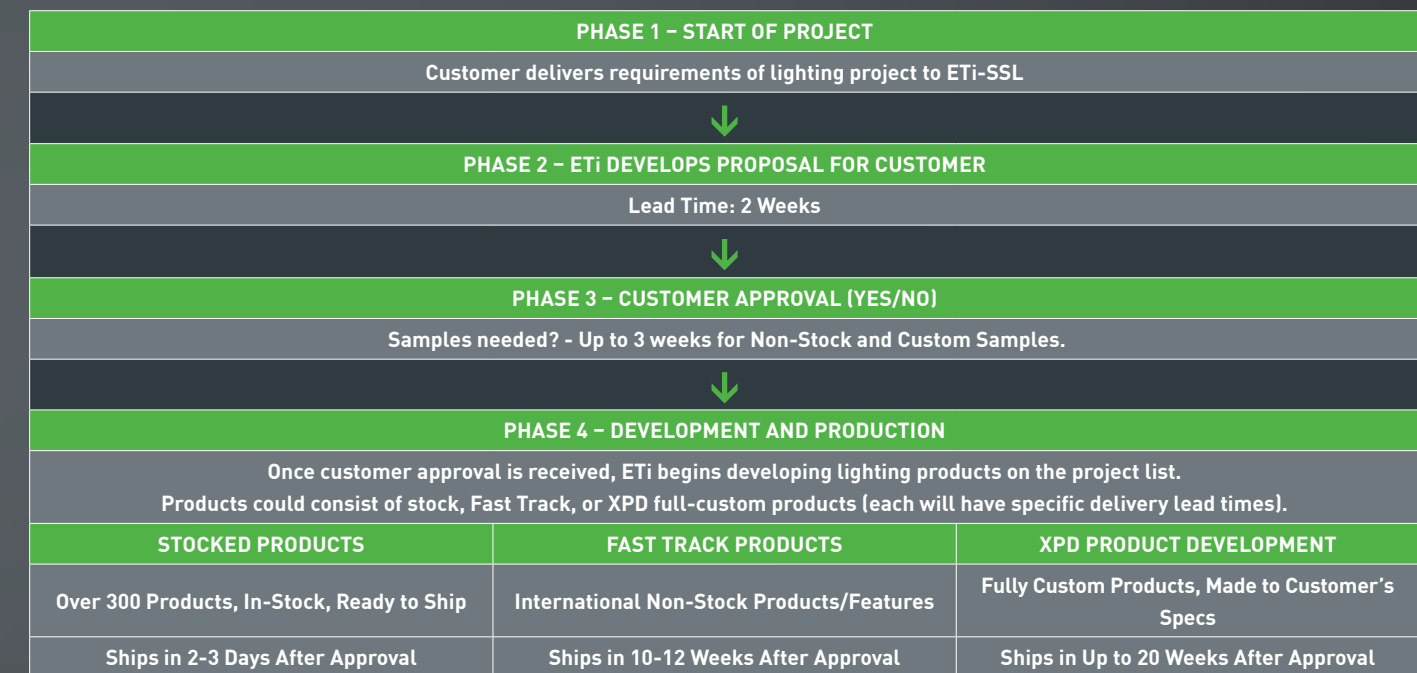 PHASE 1 – START OF PROJECT
Customer delivers requirements of lighting project to ETi-SSL
PHASE 2 – ETi DEVELOPS PROPOSAL FOR CUSTOMER
Lead Time: 2 Weeks
PHASE 3 – CUSTOMER APPROVAL (YES/NO)
Samples needed? - Up to 3 weeks for Non-Stock and Custom Samples.
PHASE 4 – DEVELOPMENT AND PRODUCTION
Once customer approval is received, ETi begins developing lighting products on the project list.
Products could consist of stock, Fast Track, or XPD full-custom products (each will have specific delivery lead times).
STOCKED PRODUCTS
Over 300 Products, In-Stock, Ready to Ship
Ships in 2-3 Days After Approval
FAST TRACK PRODUCTS
International Non-Stock Products/Features
Ships in 10-12 Weeks After Approval
XPD PRODUCT DEVELOPMENT
Fully Custom Products, Made to Customer’s
Specs
Ships in Up to 20 Weeks After Approval